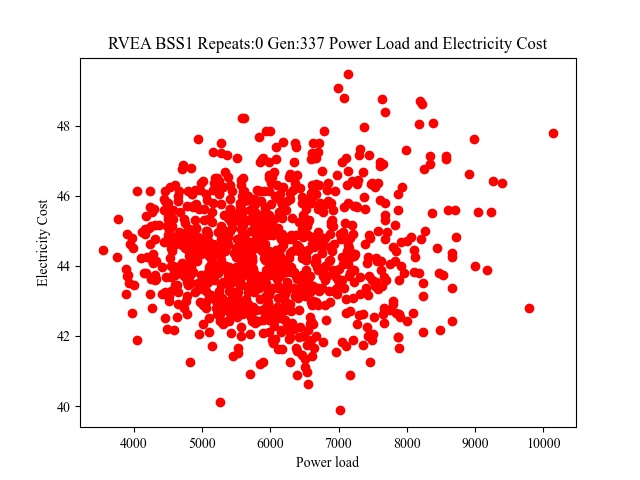 RVEA BSS1 Repeats:0 Gen:337 Power Load and Electricity Cost
48
46
44
42
40
Electricity Cost
4000 5000 6000 7000 8000 9000 10000
Power load